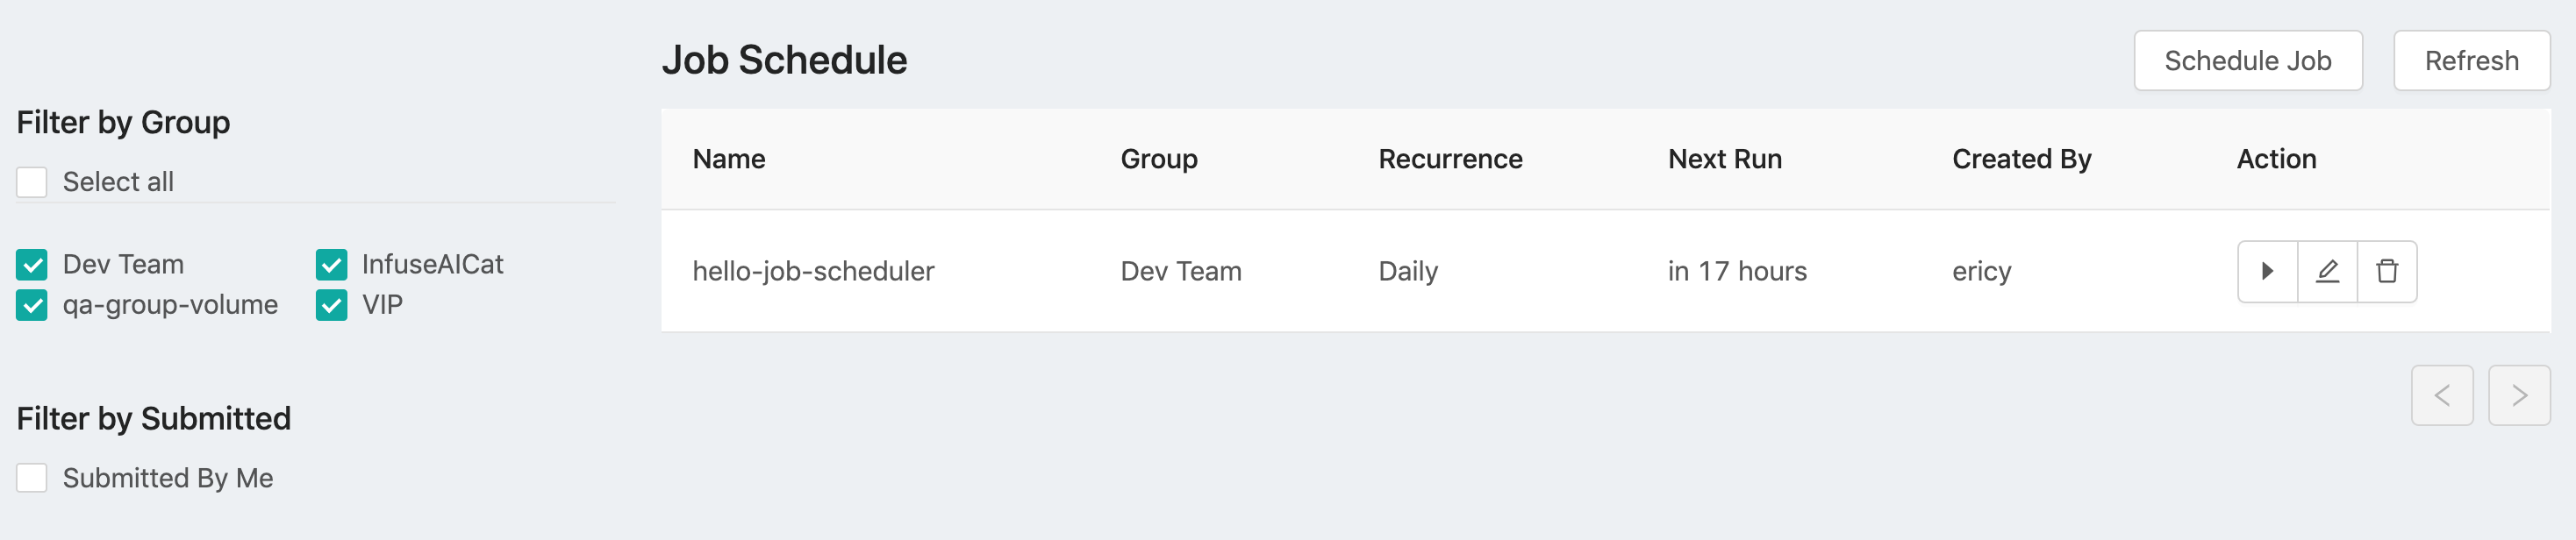 Job Schedule
Schedule Job
Refresh
Filter by Group
Select all
Dev Team
InfuseAICat
qa-group-volume
VIP
Filter by Submitted
Submitted By Me
Name Group Recurrence Next Run Created By Action
hello-job-scheduler Dev Team Daily in 17 hours ericy